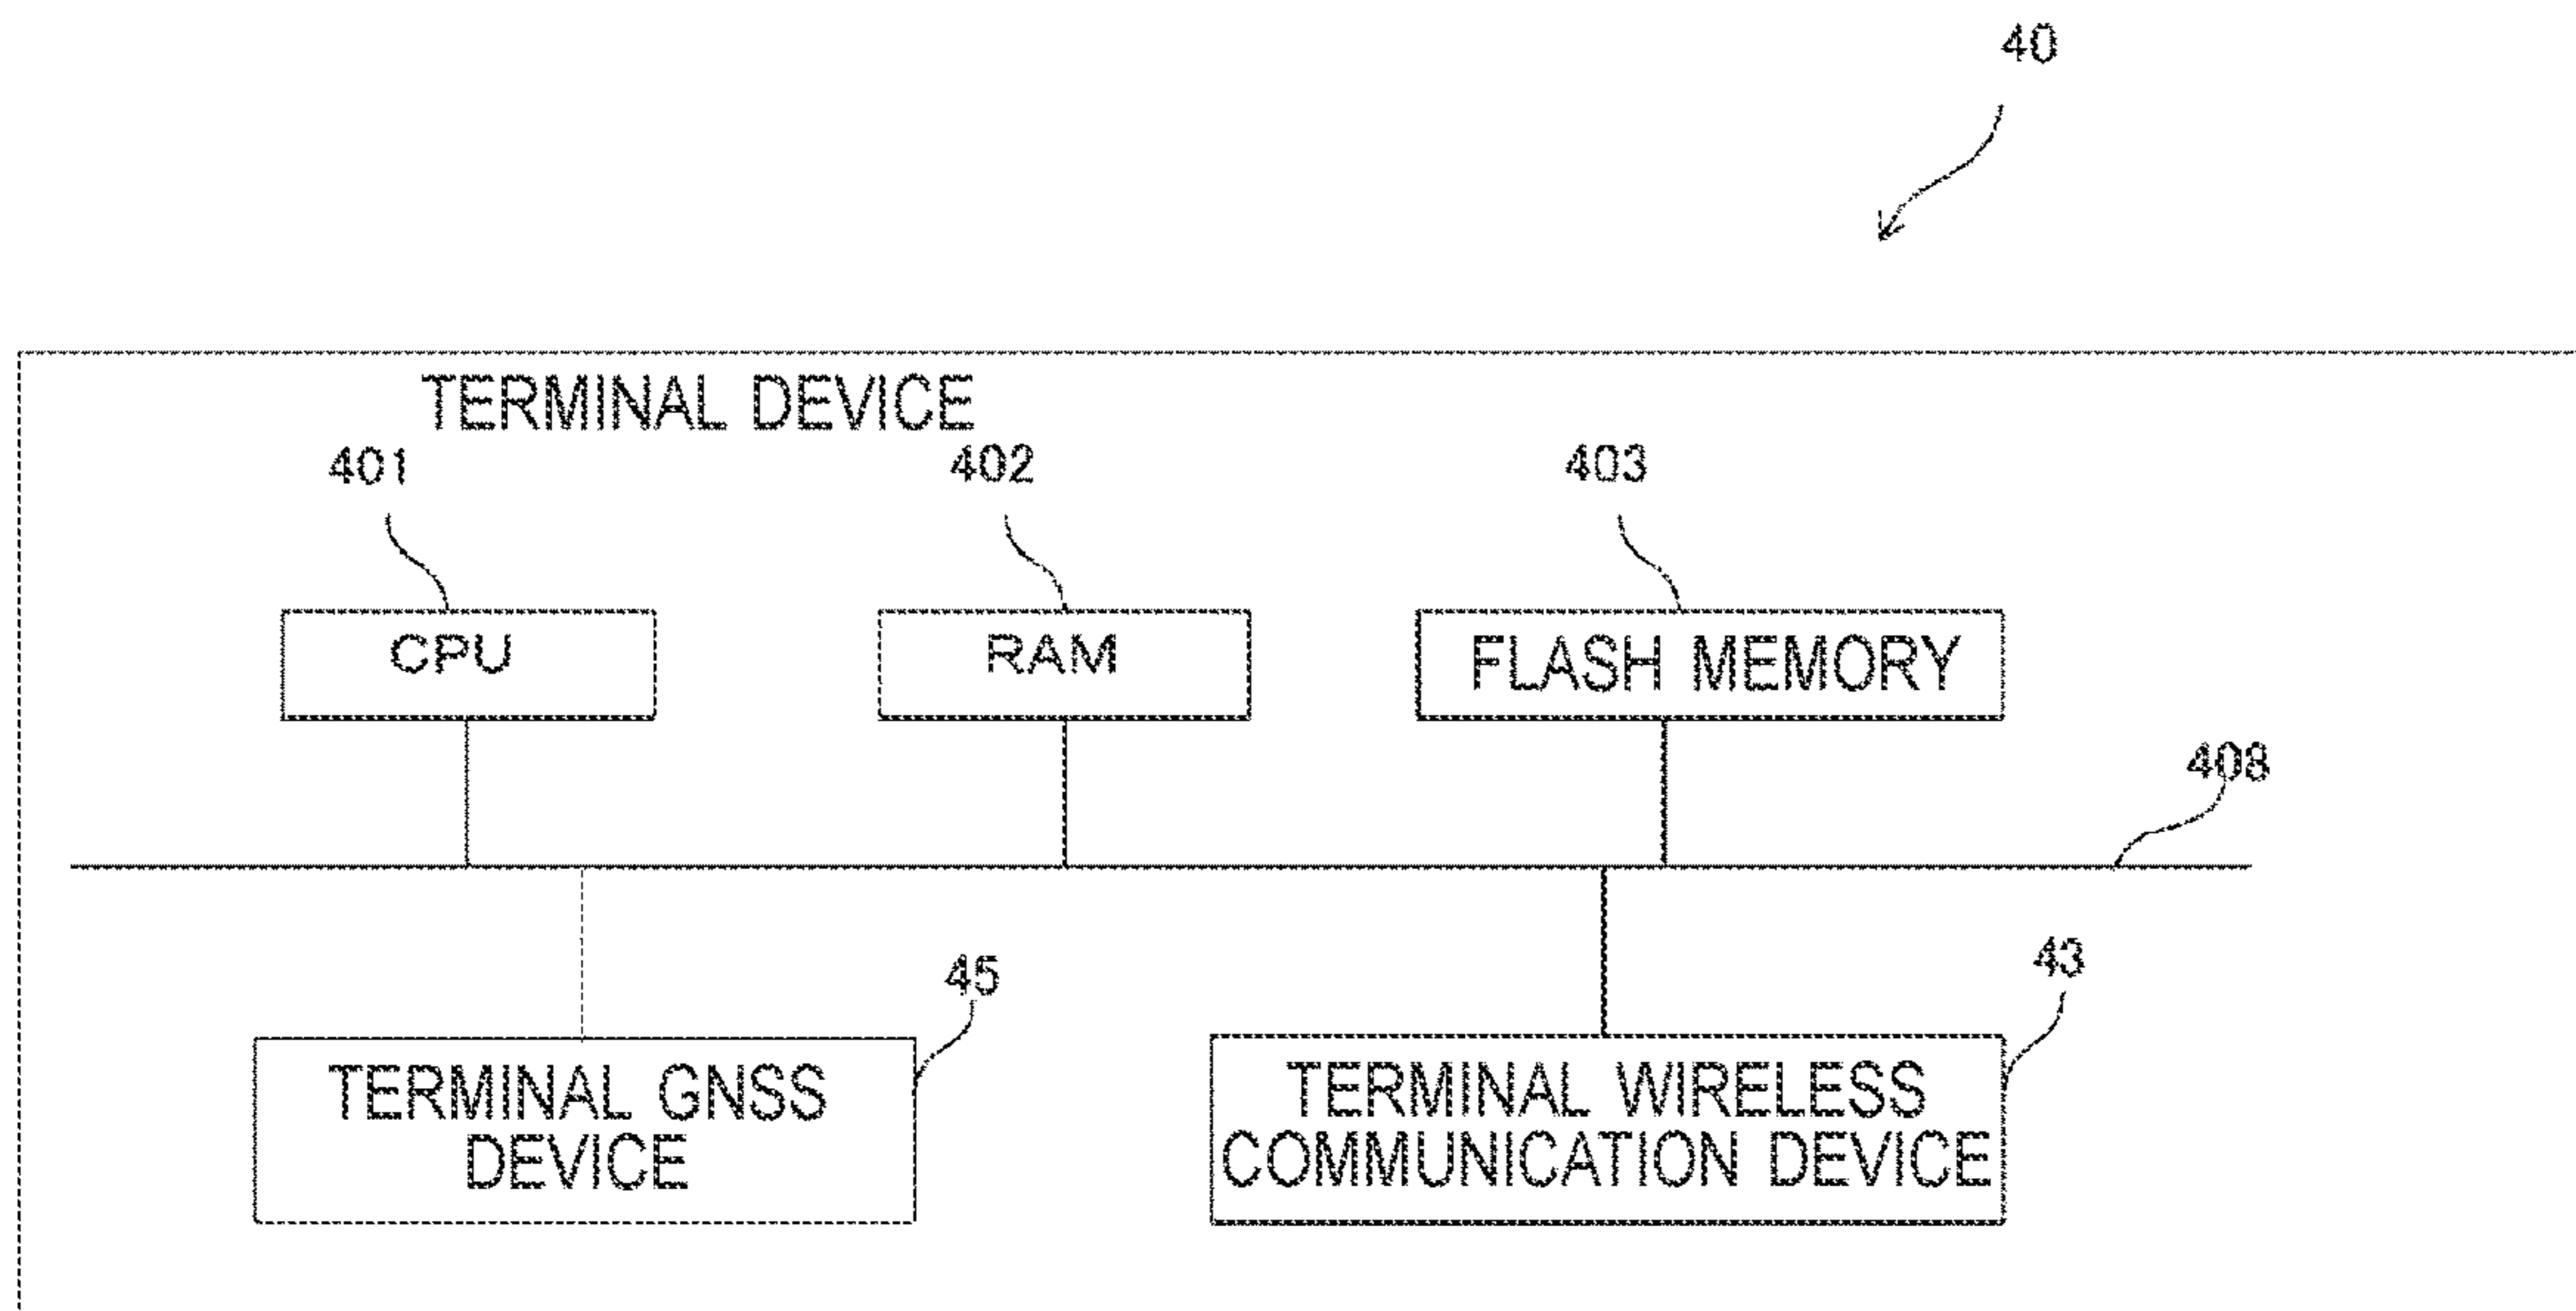 40
TERMINAL DEVICE
401
402
403
CPU
RAM
FLASH MEMORY
408
45
43
TERMINAL GNSS
DEVICE
TERMINAL WIRELESS
COMMUNICATION DEVICE